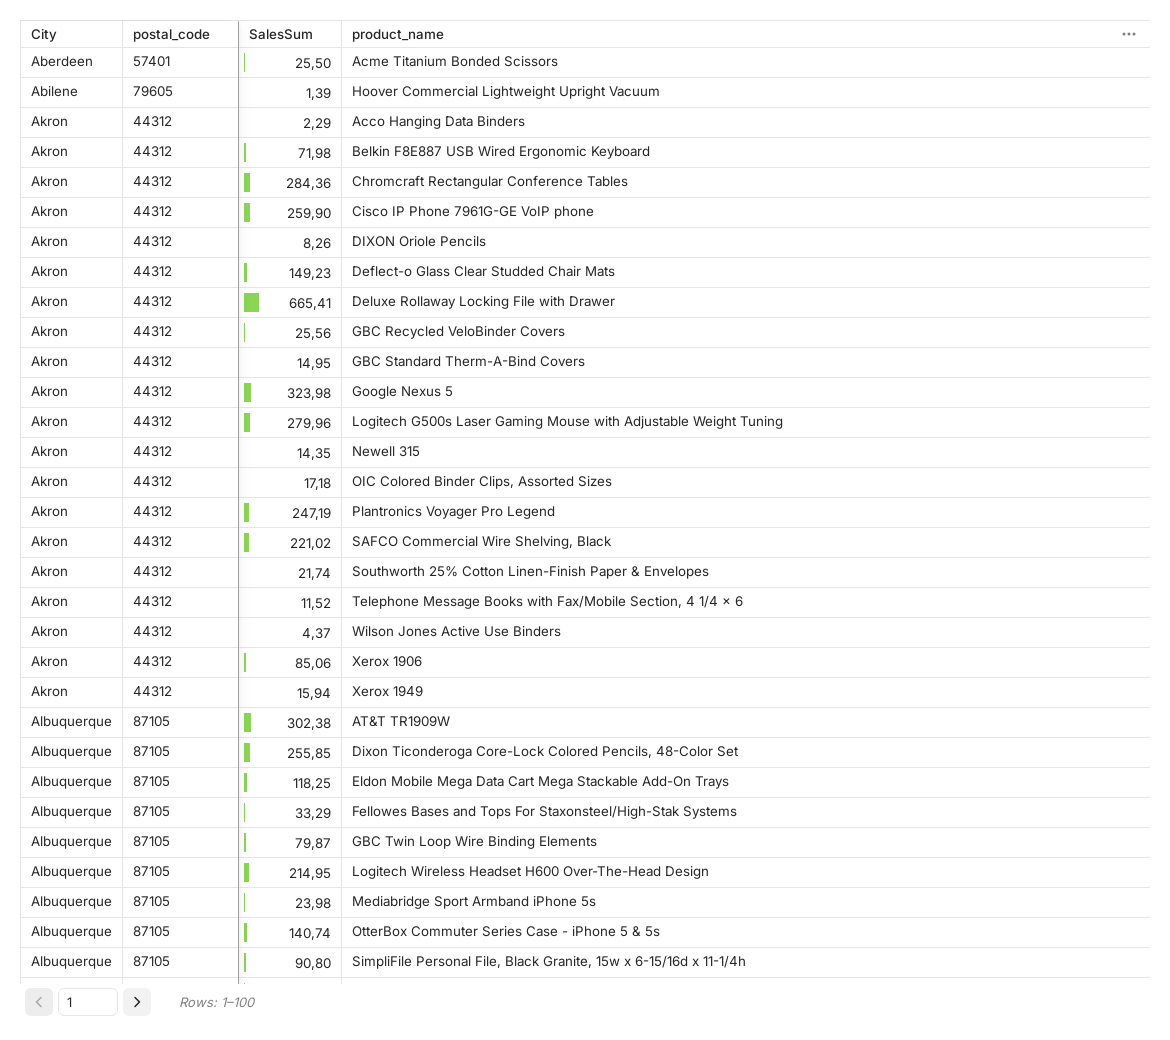 City postal_code SalesSum product_name
Aberdeen 57401 25,50 Acme Titanium Bonded Scissors
Abilene 79605 1,39 Hoover Commercial Lightweight Upright Vacuum
Akron 44312 2,29 Acco Hanging Data Binders
Akron 44312 71,98 Belkin F8E887 USB Wired Ergonomic Keyboard
Akron 44312 284,36 Chromcraft Rectangular Conference Tables
Akron 44312 259,90 Cisco IP Phone 7961G-GE VoIP phone
Akron 44312 8,26 DIXON Oriole Pencils
Akron 44312 149,23 Deflect-o Glass Clear Studded Chair Mats
Akron 44312 665,41 Deluxe Rollaway Locking File with Drawer
Akron 44312 25,56 GBC Recycled VeloBinder Covers
Akron 44312 14,95 GBC Standard Therm-A-Bind Covers
Akron 44312 323,98 Google Nexus 5
Akron 44312 279,96 Logitech G500s Laser Gaming Mouse with Adjustable Weight Tuning
Akron 44312 14,35 Newell 315
Akron 44312 17,18 OIC Colored Binder Clips, Assorted Sizes
Akron 44312 247,19 Plantronics Voyager Pro Legend
Akron 44312 221,02 SAFCO Commercial Wire Shelving, Black
Akron 44312 21,74 Southworth 25% Cotton Linen-Finish Paper & Envelopes
Akron 44312 11,52 Telephone Message Books with Fax/Mobile Section, 4 1/4 × 6
Akron 44312 4,37 Wilson Jones Active Use Binders
Akron 44312 85,06 Xerox 1906
Akron 44312 15,94 Xerox 1949
Albuquerque 87105 302,38 AT&T TR1909W
Albuquerque 87105 255,85 Dixon Ticonderoga Core-Lock Colored Pencils, 48-Color Set
Albuquerque 87105 118,25 Eldon Mobile Mega Data Cart Mega Stackable Add-On Trays
Albuquerque 87105 33,29 Fellowes Bases and Tops For Staxonsteel/High-Stak Systems
Albuquerque 87105 79,87 GBC Twin Loop Wire Binding Elements
Albuquerque 87105 214,95 Logitech Wireless Headset H600 Over-The-Head Design
Albuquerque 87105 23,98 Mediabridge Sport Armband iPhone 5s
Albuquerque 87105 140,74 OtterBox Commuter Series Case - iPhone 5 & 5s
Albuquerque 87105 90,80 SimpliFile Personal File, Black Granite, 15w x 6-15/16d x 11-1/4h
1 Rows: 1–100